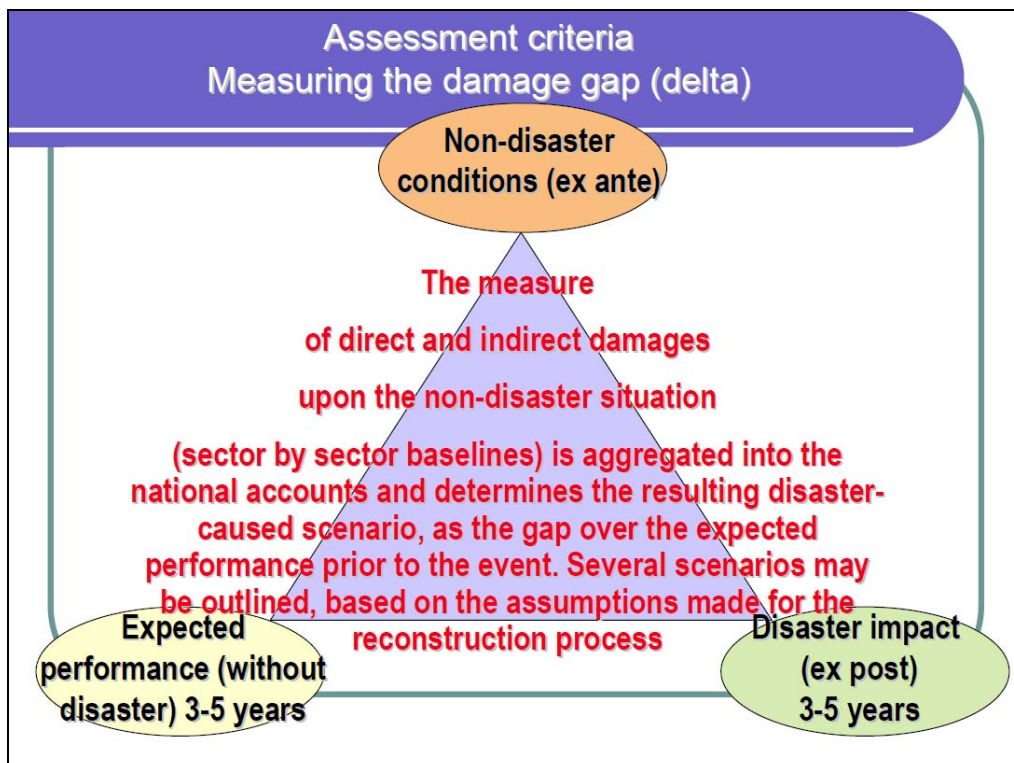 Assessment criteria
Measuring the damage gap (delta)
Non-disaster
conditions (ex ante)
The measure
of direct and indirect damages
upon the non-disaster situation
(sector by sector baselines) is aggregated into the
national accounts and determines the resulting disaster-
caused scenario, as the gap over the expected
performance prior to the event. Several scenarios may
be outlined, based on the assumptions made for the
reconstruction process
Expected
performance (without
disaster) 3-5 years
Disaster impact
(ex post)
3-5 years